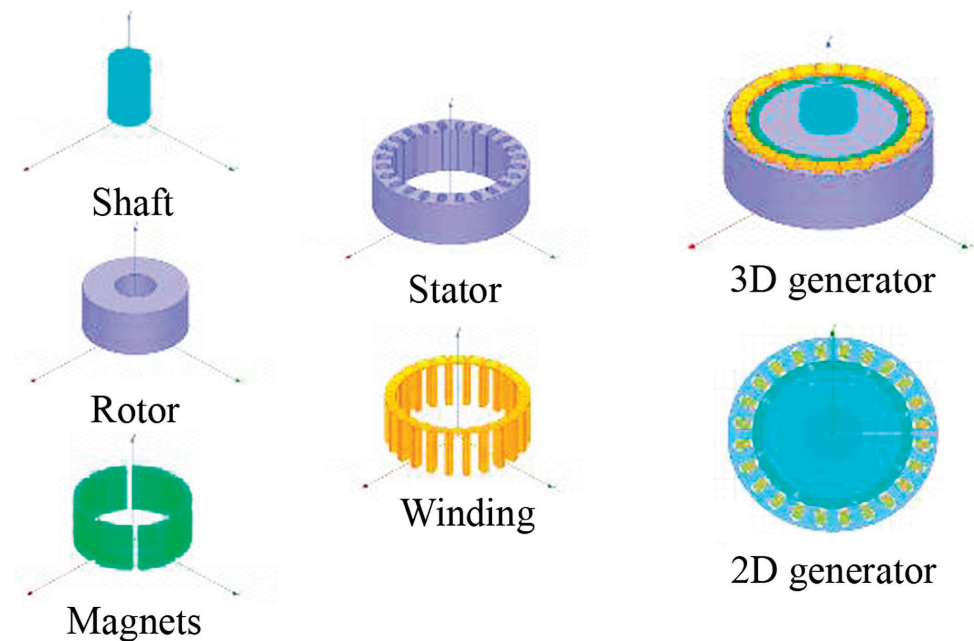 Shaft
Rotor
Magnets
Stator
Winding
3D generator
2D generator